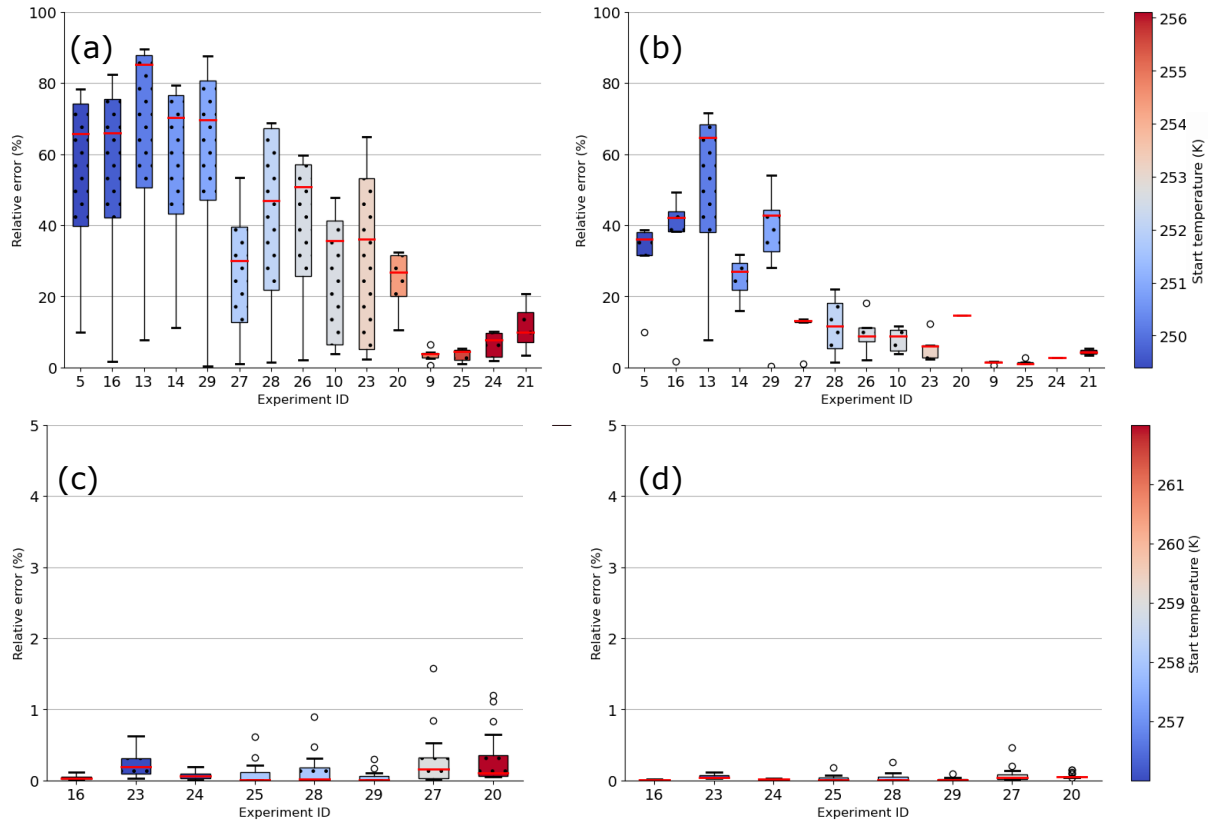 (a)
Relative error (%)
100
80
60
40
20
0
5 16 13 14 29 27 28 26 10 23 20 9 25 24 21
Experiment ID
(b)
Relative error (%)
100
80
60
40
20
0
5 16 13 14 29 27 28 26 10 23 20 9 25 24 21
Experiment ID
256
255
254
253
252
251
250
Start temperature (K)
(c)
Relative error (%)
5
4
3
2
1
0
16 23 24 25 28 29 27 20
Experiment ID
(d)
Relative error (%)
5
4
3
2
1
0
16 23 24 25 28 29 27 20
Experiment ID
261
260
259
258
257
Start temperature (K)